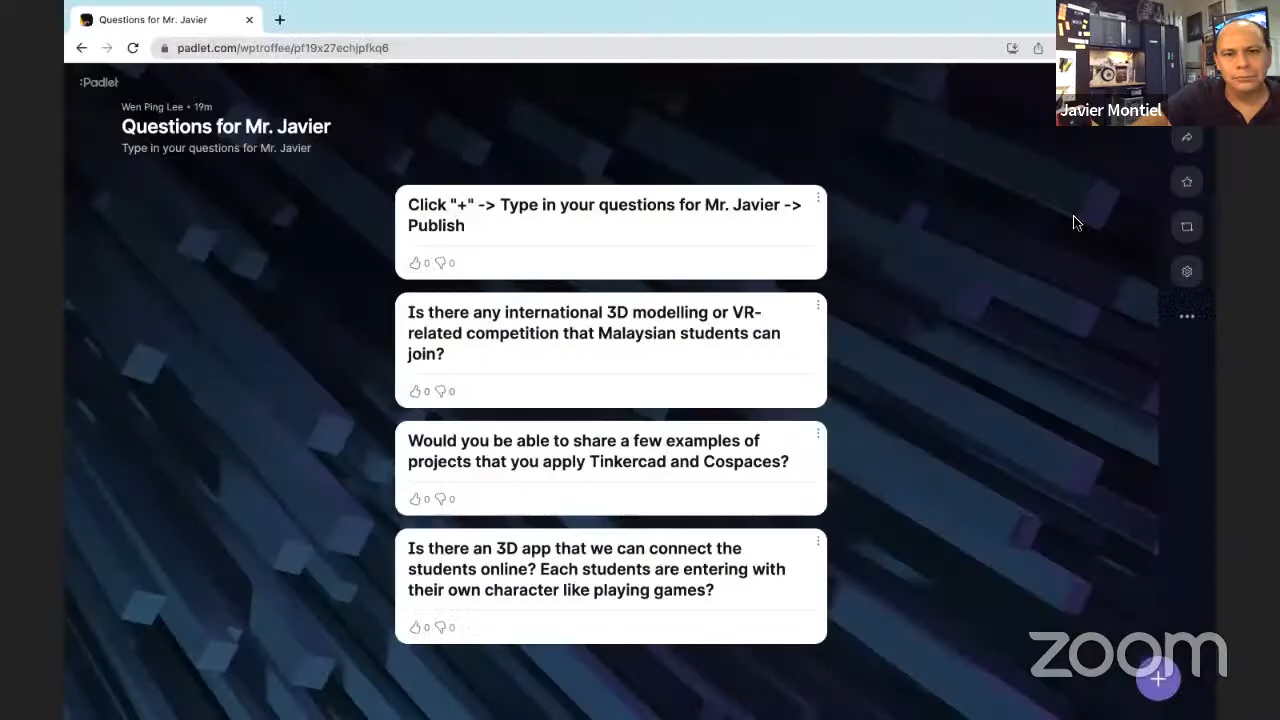 Questions for Mr. Javier
padlet.com/wptroffee/pf19x27echjpfkq6
Javier Montiel
:Padlet
Wen Ping Lee • 19m
Questions for Mr. Javier
Type in your questions for Mr. Javier
Click "+" -> Type in your questions for Mr. Javier ->
Publish
0 0
Is there any international 3D modelling or VR-
related competition that Malaysian students can
join?
0 0
Would you be able to share a few examples of
projects that you apply Tinkercad and Cospaces?
0 0
Is there an 3D app that we can connect the
students online? Each students are entering with
their own character like playing games?
0 0
zoom